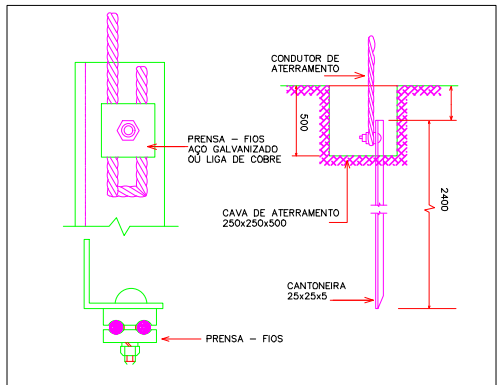 CONDUTOR DE
ATERRAMENTO
500
PRENSA - FIOS
AÇO GALVANIZADO
OU LIGA DE COBRE
2400
CAVA DE ATERRAMENTO
250x250x500
CANTONEIRA
25x25x5
PRENSA - FIOS